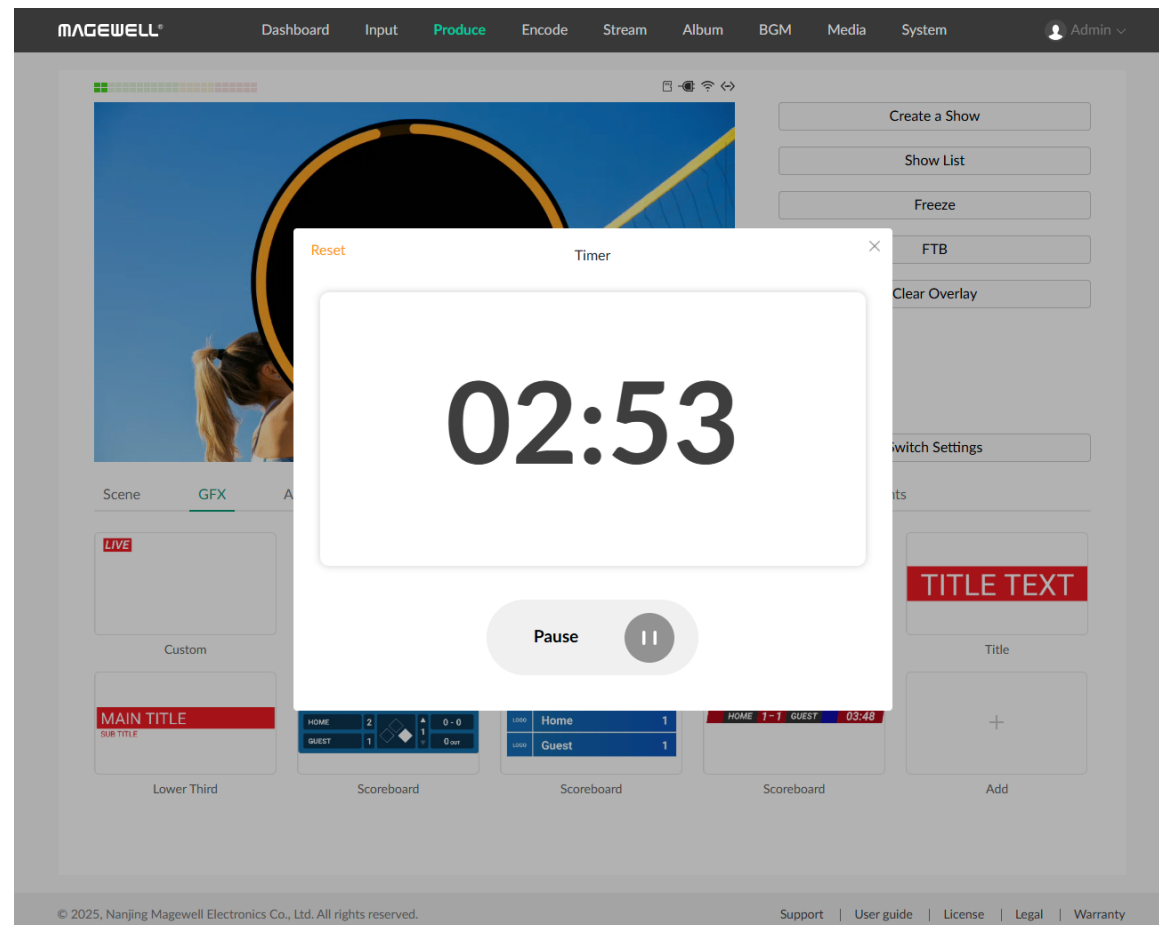 MAGEWELL®
Dashboard Input Produce Encode Stream Album BGM Media System Admin
Create a Show
Show List
Freeze
FTB
Clear Overlay
Switch Settings
Reset Timer
02:53
Pause
Scene GFX
LIVE
Custom
TITLE TEXT
Title
MAIN TITLE
SUB TITLE
Lower Third
HOME 2 0 - 0
1
GUEST 1 0 OUT
Scoreboard
LOGO Home 1
LOGO Guest 1
Scoreboard
HOME 1-1 GUEST 03:48
Scoreboard
Add
© 2025, Nanjing Magewell Electronics Co., Ltd. All rights reserved.
Support | User guide | License | Legal | Warranty